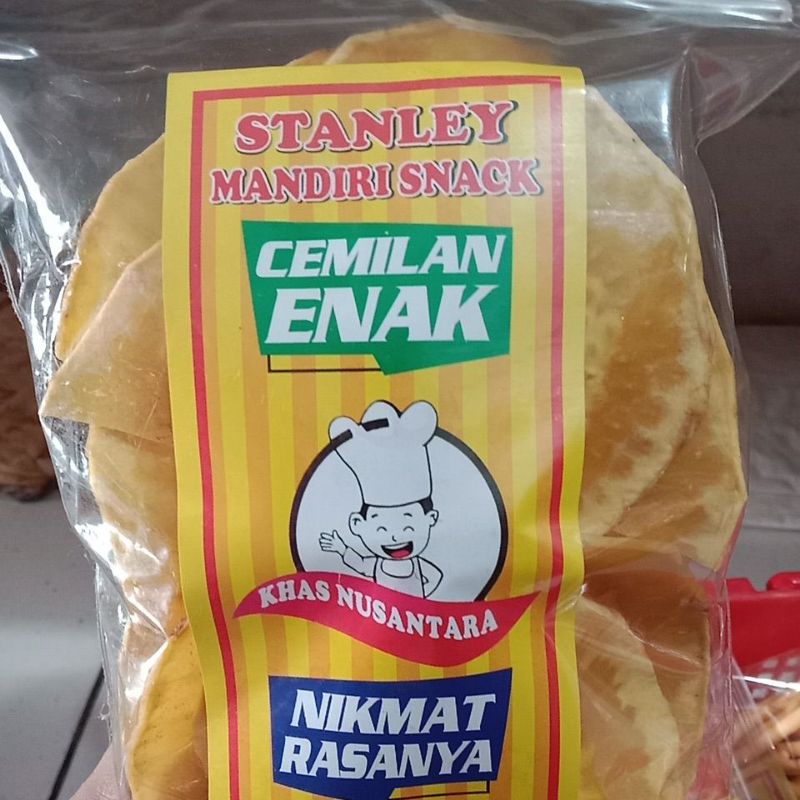 STANLEY
MANDIRI SNACK
CEMILAN
ENAK
KHAS NUSANTARA
NIKMAT
RASANYA